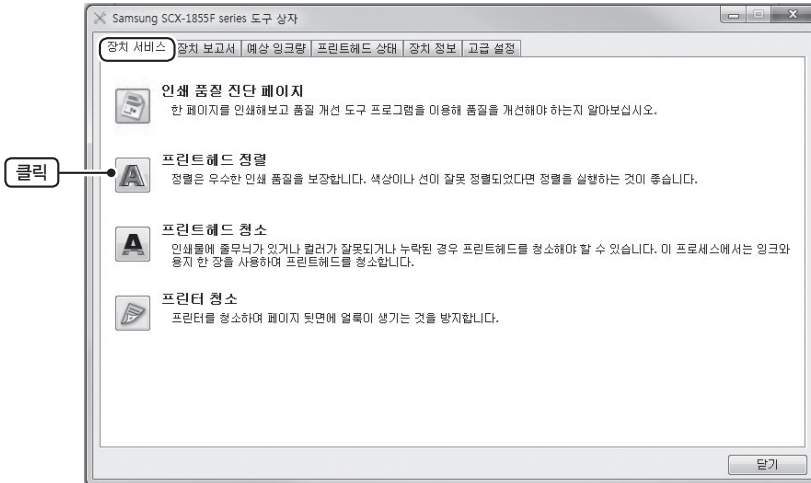 Samsung SCX-1855F series 도구 상자
장치 서비스 장치 보고서 예상 잉크량 프린트헤드 상태 장치 정보 고급 설정
인쇄 품질 진단 페이지
한 페이지를 인쇄해보고 품질 개선 도구 프로그램을 이용해 품질을 개선해야 하는지 알아보십시오.
클릭
프린트헤드 정렬
정렬은 우수한 인쇄 품질을 보장합니다. 색상이나 선이 잘못 정렬되었다면 정렬을 실행하는 것이 좋습니다.
프린트헤드 청소
인쇄물에 줄무늬가 있거나 컬러가 잘못되거나 누락된 경우 프린트헤드를 청소해야 할 수 있습니다. 이 프로세스에서는 잉크와
용지 한 장을 사용하여 프린트헤드를 청소합니다.
프린터 청소
프린터를 청소하여 페이지 뒷면에 얼룩이 생기는 것을 방지합니다.
닫기